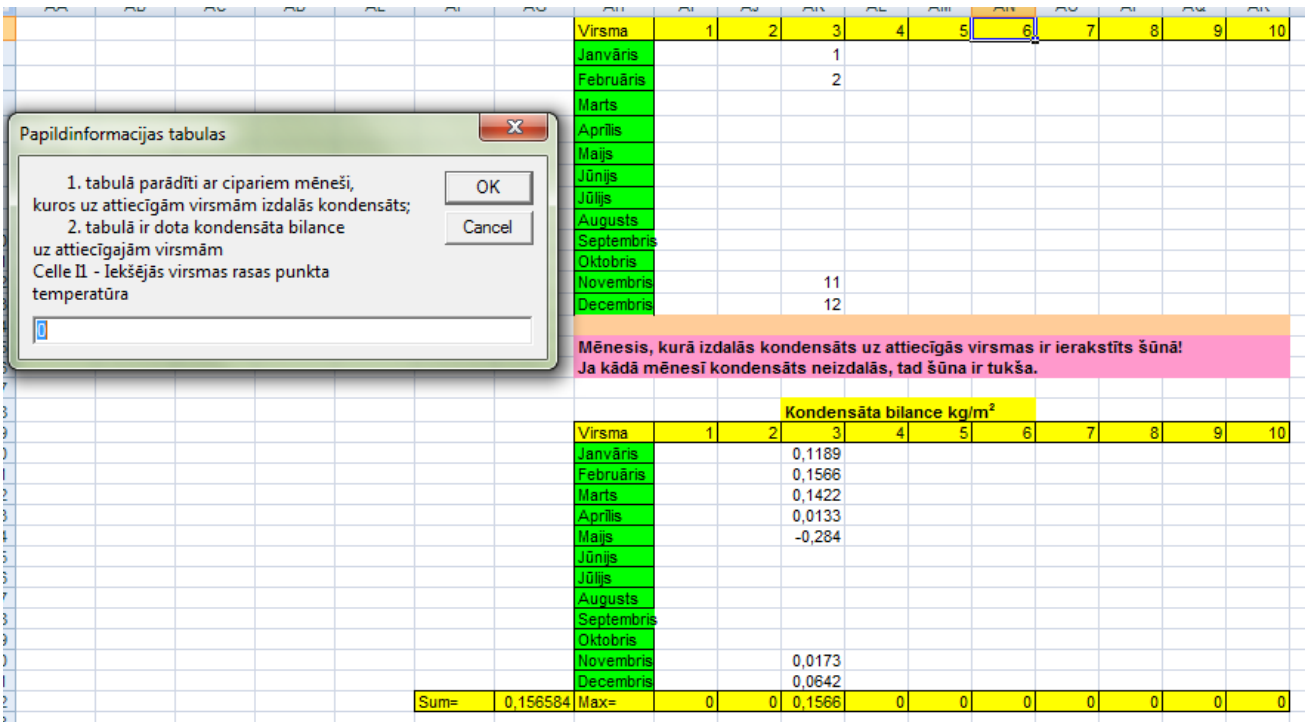 Virsma 1 2 3 4 5 6 7 8 9 10
Janvāris 1
Februāris 2
Marts
Aprīlis
Maijs
Jūnijs
Jūlijs
Augusts
Septembris
Oktobris
Novembris 11
Decembris 12
Papildinformacijas tabulas
1. tabulā parādīti ar cipariem mēneši,
kuros uz attiecīgām virsmām izdalās kondensāts;
2. tabulā ir dota kondensāta bilance
uz attiecīgajām virsmām
Celle I1 - Iekšējās virsmas rasas punkta
temperatūra
OK
Cancel
0
Mēnesis, kurā izdalās kondensāts uz attiecīgās virsmas ir ierakstīts šūnā!
Ja kādā mēnesī kondensāts neizdalās, tad šūna ir tukša.
Kondensāta bilance kg/m²
Virsma 1 2 3 4 5 6 7 8 9 10
Janvāris 0,1189
Februāris 0,1566
Marts 0,1422
Aprīlis 0,0133
Maijs -0,284
Jūnijs
Jūlijs
Augusts
Septembris
Oktobris
Novembris 0,0173
Decembris 0,0642
Sum= 0,156584 Max= 0 0 0,1566 0 0 0 0 0 0 0